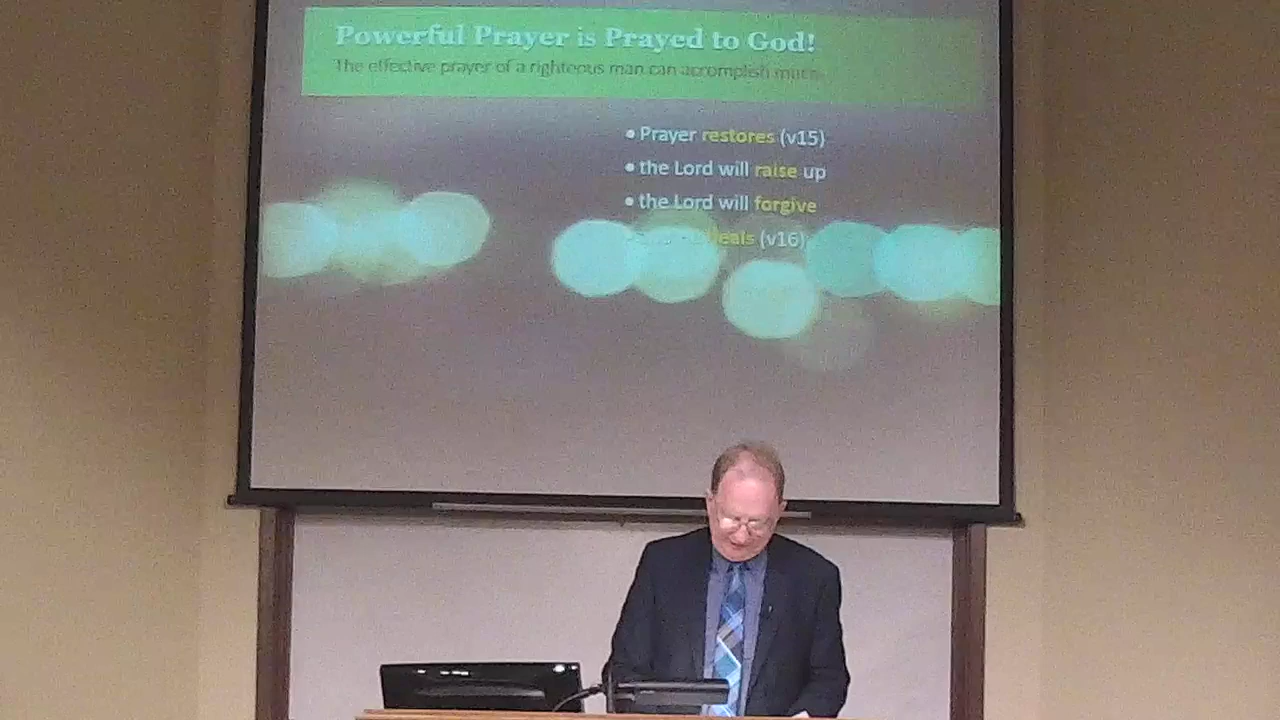 Powerful Prayer is Prayed to God!
The effective prayer of a righteous man can accomplish much.
• Prayer restores (v15)
• the Lord will raise up
• the Lord will forgive
heals (v16)